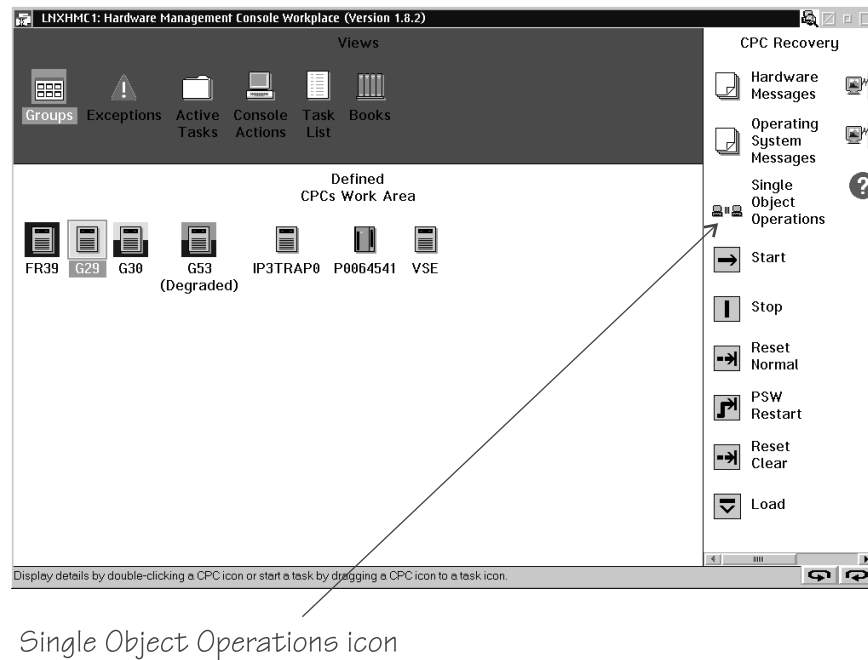 LNXHMC1: Hardware Management Console Workplace (Version 1.8.2)
Views
Groups
Exceptions
Active
Tasks
Console
Actions
Task
List
Books
Defined
CPCs Work Area
FR39
G29
G30
G53
(Degraded)
IP3TRAP0
P0064541
VSE
CPC Recovery
Hardware
Messages
Operating
System
Messages
Single
Object
Operations
Start
Stop
Reset
Normal
PSW
Restart
Reset
Clear
Load
Display details by double-clicking a CPC icon or start a task by dragging a CPC icon to a task icon.
Single Object Operations icon